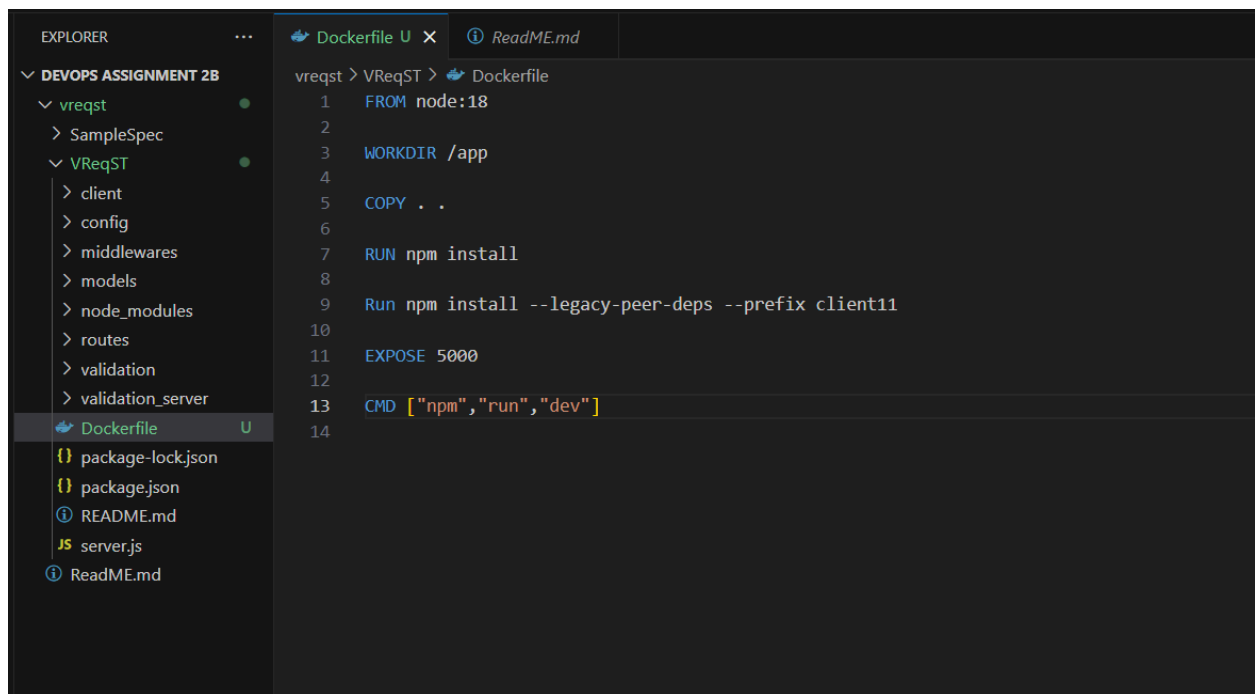 EXPLORER
...
DEVOPS ASSIGNMENT 2B
vreqst
SampleSpec
VReqST
client
config
middlewares
models
node_modules
routes
validation
validation_server
Dockerfile U
package-lock.json
package.json
README.md
JS server.js
ReadME.md
Dockerfile U
ReadME.md
vreqst > VReqST > Dockerfile
1 FROM node:18
2
3 WORKDIR /app
4
5 COPY . .
6
7 RUN npm install
8
9 Run npm install --legacy-peer-deps --prefix client11
10
11 EXPOSE 5000
12
13 CMD ["npm","run","dev"]
14